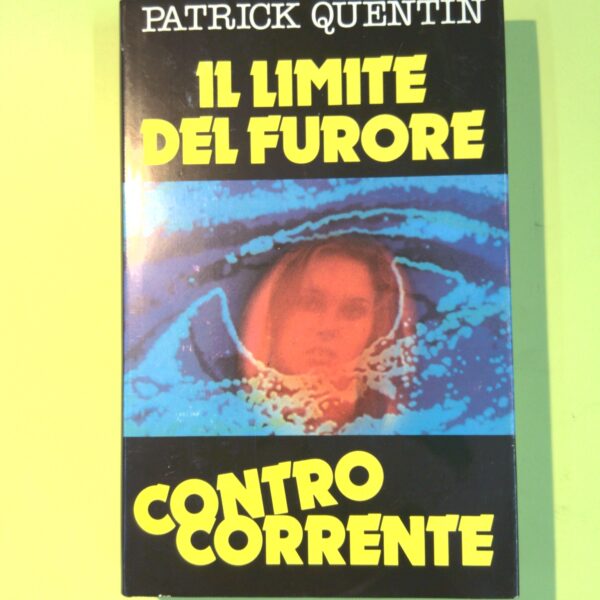 PATRICK QUENTIN
IL LIMITE
DEL FURORE
CONTRO
CORRENTE